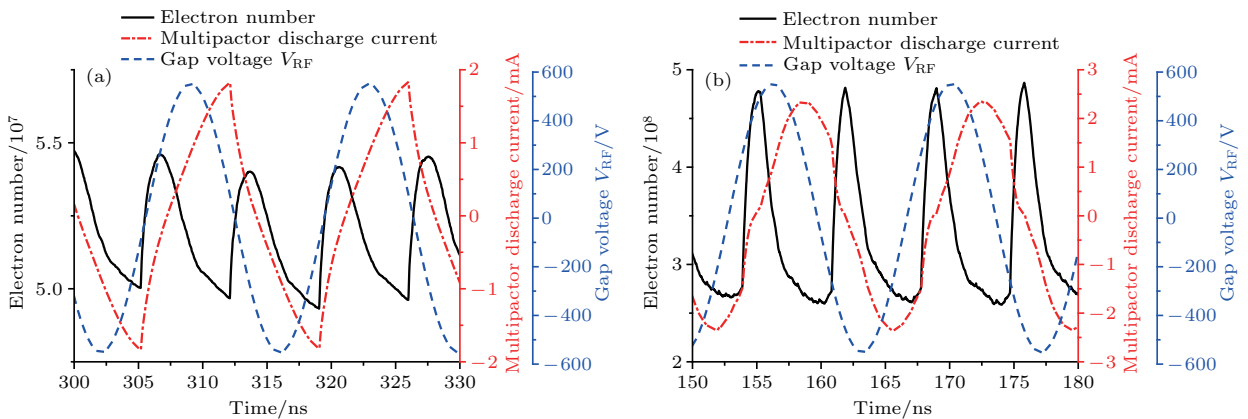 Electron number
Multipactor discharge current
Gap voltage V_RF
(a)
Electron number/10^7
5.5
5.0
300 305 310 315 320 325 330
Time/ns
2
1
0
−1
−2
Multipactor discharge current/mA
600
400
200
0
−200
−400
−600
Gap voltage V_RF/V
Electron number
Multipactor discharge current
Gap voltage V_RF
(b)
Electron number/10^8
5
4
3
2
150 155 160 165 170 175 180
Time/ns
3
2
1
0
−1
−2
−3
Multipactor discharge current/mA
600
400
200
0
−200
−400
−600
Gap voltage V_RF/V